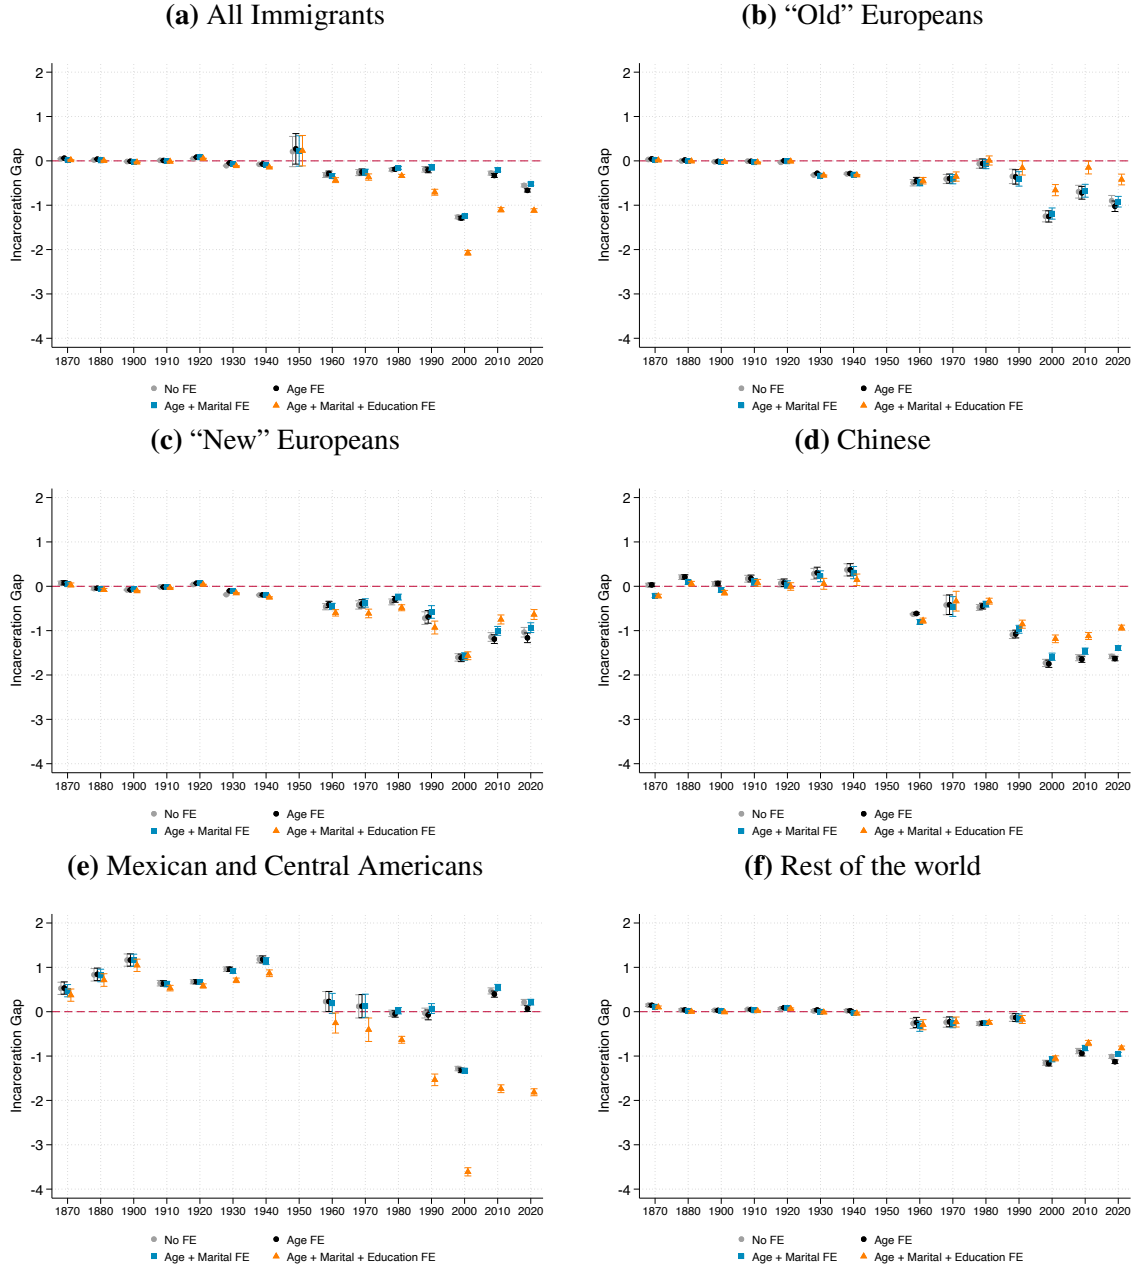 (a) All Immigrants
Incarceration Gap
2
1
0
-1
-2
-3
-4
1870 1880 1900 1910 1920 1930 1940 1950 1960 1970 1980 1990 2000 2010 2020
No FE
Age FE
Age + Marital FE
Age + Marital + Education FE
(b) “Old” Europeans
Incarceration Gap
2
1
0
-1
-2
-3
-4
1870 1880 1900 1910 1920 1930 1940 1950 1960 1970 1980 1990 2000 2010 2020
No FE
Age FE
Age + Marital FE
Age + Marital + Education FE
(c) “New” Europeans
Incarceration Gap
2
1
0
-1
-2
-3
-4
1870 1880 1900 1910 1920 1930 1940 1950 1960 1970 1980 1990 2000 2010 2020
No FE
Age FE
Age + Marital FE
Age + Marital + Education FE
(d) Chinese
Incarceration Gap
2
1
0
-1
-2
-3
-4
1870 1880 1900 1910 1920 1930 1940 1950 1960 1970 1980 1990 2000 2010 2020
No FE
Age FE
Age + Marital FE
Age + Marital + Education FE
(e) Mexican and Central Americans
Incarceration Gap
2
1
0
-1
-2
-3
-4
1870 1880 1900 1910 1920 1930 1940 1950 1960 1970 1980 1990 2000 2010 2020
No FE
Age FE
Age + Marital FE
Age + Marital + Education FE
(f) Rest of the world
Incarceration Gap
2
1
0
-1
-2
-3
-4
1870 1880 1900 1910 1920 1930 1940 1950 1960 1970 1980 1990 2000 2010 2020
No FE
Age FE
Age + Marital FE
Age + Marital + Education FE